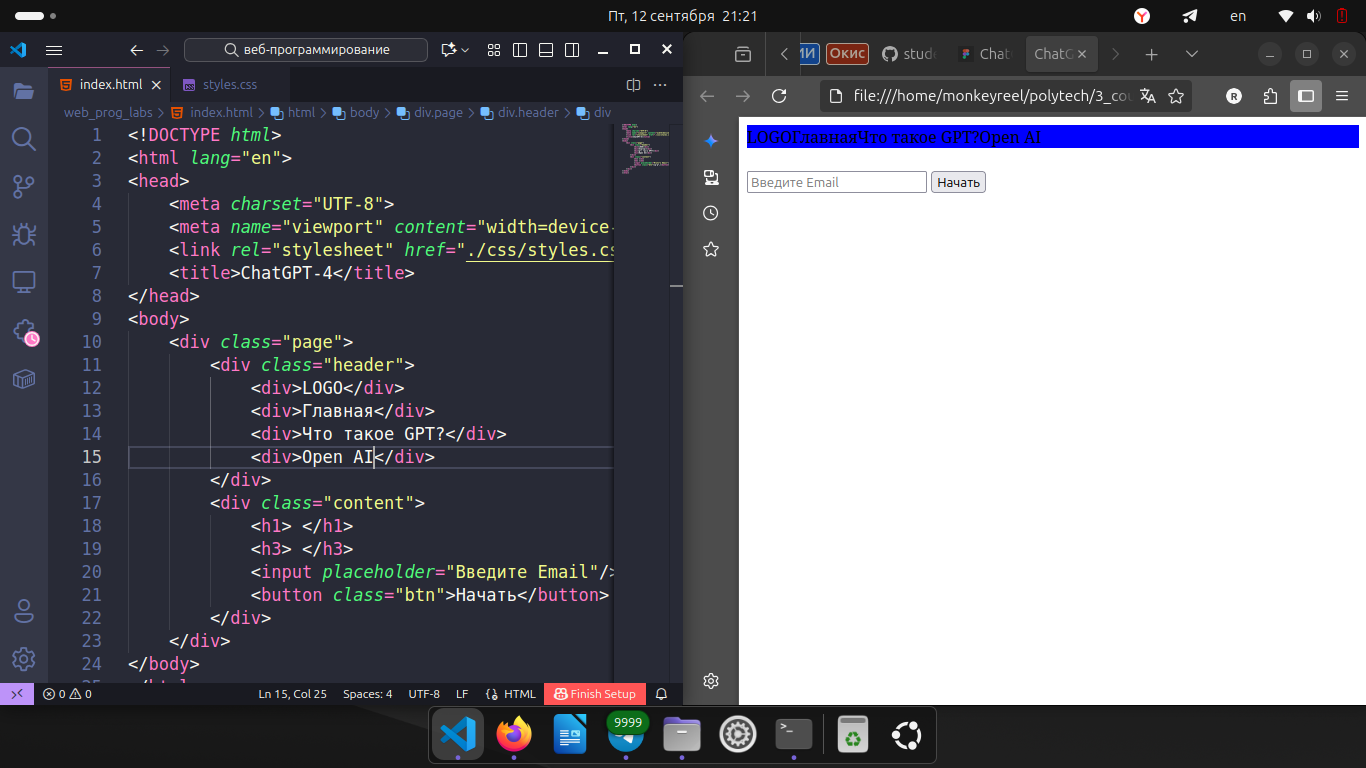 Пт, 12 сентября 21:21
en
веб-программирование
index.html
styles.css
web_prog_labs > index.html > html > body > div.page > div.header > div
1 <!DOCTYPE html>
2 <html lang="en">
3 <head>
4 <meta charset="UTF-8">
5 <meta name="viewport" content="width=device-
6 <link rel="stylesheet" href="./css/styles.cs
7 <title>ChatGPT-4</title>
8 </head>
9 <body>
10 <div class="page">
11 <div class="header">
12 <div>LOGO</div>
13 <div>Главная</div>
14 <div>Что такое GPT?</div>
15 <div>Open AI</div>
16 </div>
17 <div class="content">
18 <h1> </h1>
19 <h3> </h3>
20 <input placeholder="Введите Email"/>
21 <button class="btn">Начать</button>
22 </div>
23 </div>
24 </body>
0 0
Ln 15, Col 25
Spaces: 4
UTF-8
LF
HTML
Finish Setup
ИИ
Окис
stude
Chat
ChatG
file:///home/monkeyreel/polytech/3_cou
R
LOGOГлавнаяЧто такое GPT?Open AI
Введите Email
Начать
9999